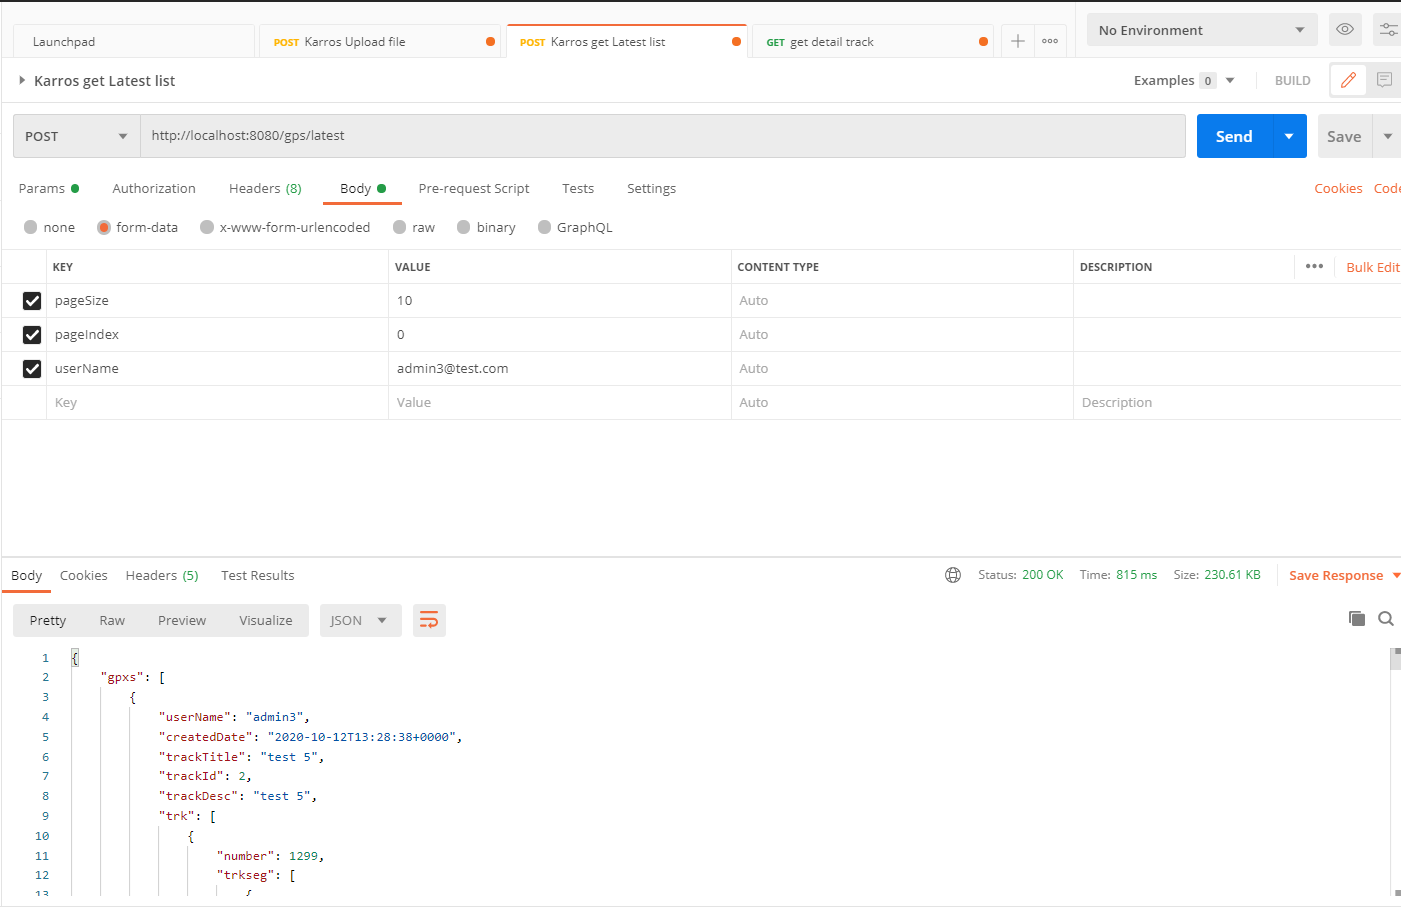 Launchpad POST Karros Upload file POST Karros get Latest list GET get detail track No Environment
Karros get Latest list Examples 0 BUILD
POST http://localhost:8080/gps/latest Send Save
Params Authorization Headers (8) Body Pre-request Script Tests Settings Cookies Code
none form-data x-www-form-urlencoded raw binary GraphQL
KEY VALUE CONTENT TYPE DESCRIPTION Bulk Edit
pageSize 10 Auto
pageIndex 0 Auto
userName admin3@test.com Auto
Key Value Auto Description
Body Cookies Headers (5) Test Results Status: 200 OK Time: 815 ms Size: 230.61 KB Save Response
Pretty Raw Preview Visualize JSON
1 {
2 "gpxs": [
3 {
4 "userName": "admin3",
5 "createdDate": "2020-10-12T13:28:38+0000",
6 "trackTitle": "test 5",
7 "trackId": 2,
8 "trackDesc": "test 5",
9 "trk": [
10 {
11 "number": 1299,
12 "trkseg": [
13 {